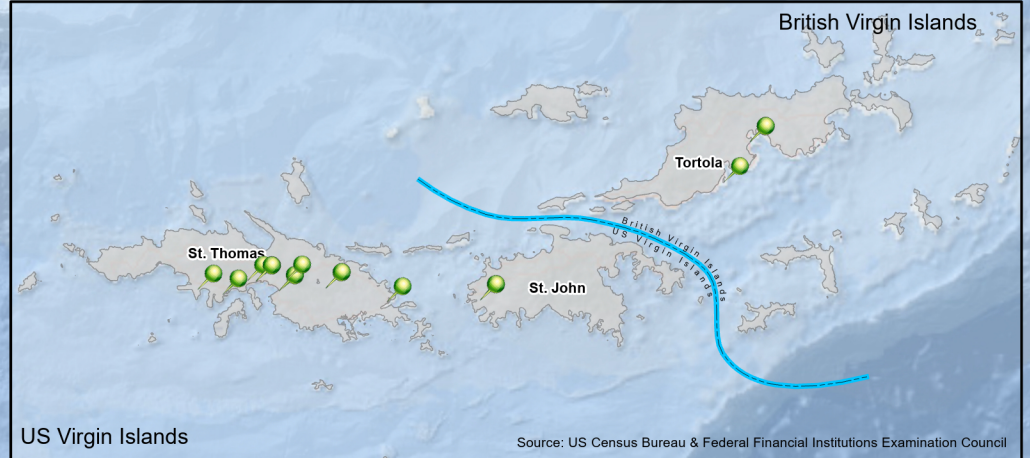 British Virgin Islands
Tortola
British Virgin Islands
US Virgin Islands
St. Thomas
St. John
US Virgin Islands
Source: US Census Bureau & Federal Financial Institutions Examination Council